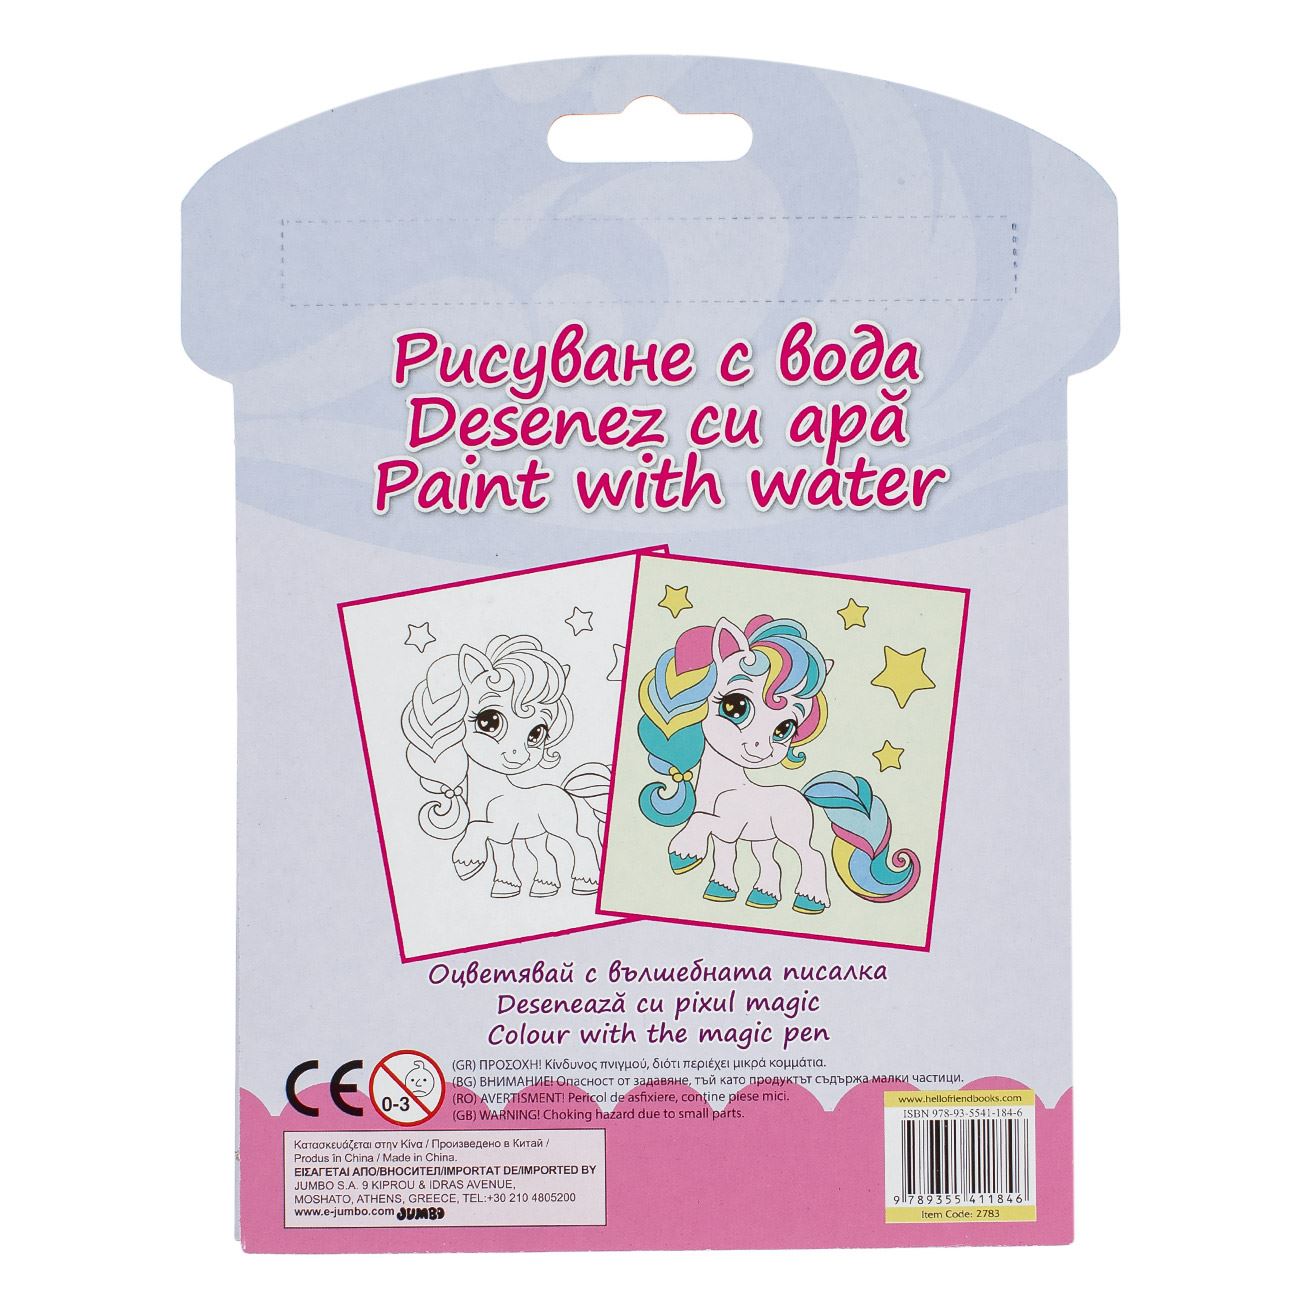 Рисуване с вода
Desenez cu apă
Paint with water
Оцветявай с вълшебната писалка
Desenează cu pixul magic
Colour with the magic pen
CE
0-3
(GR) ΠΡΟΣΟΧΗ! Κίνδυνος πνιγμού, διότι περιέχει μικρά κομμάτια.
(BG) ВНИМАНИЕ! Опасност от задавяне, тъй като продуктът съдържа малки частици.
(RO) AVERTISMENT! Pericol de asfixiere, contine piese mici.
(GB) WARNING! Choking hazard due to small parts.
Κατασκευάζεται στην Κίνα / Произведено в Китай /
Produs în China / Made in China.
ΕΙΣΑΓΕΤΑΙ ΑΠΟ/ВНОСИТЕЛ/IMPORTAT DE/IMPORTED BY
JUMBO S.A. 9 KIPROU & IDRAS AVENUE,
MOSHATO, ATHENS, GREECE, TEL:+30 210 4805200
www.e-jumbo.com JUMBO
www.hellofriendbooks.com
ISBN 978-93-5541-184-6
9 789355 411846
Item Code: 2783